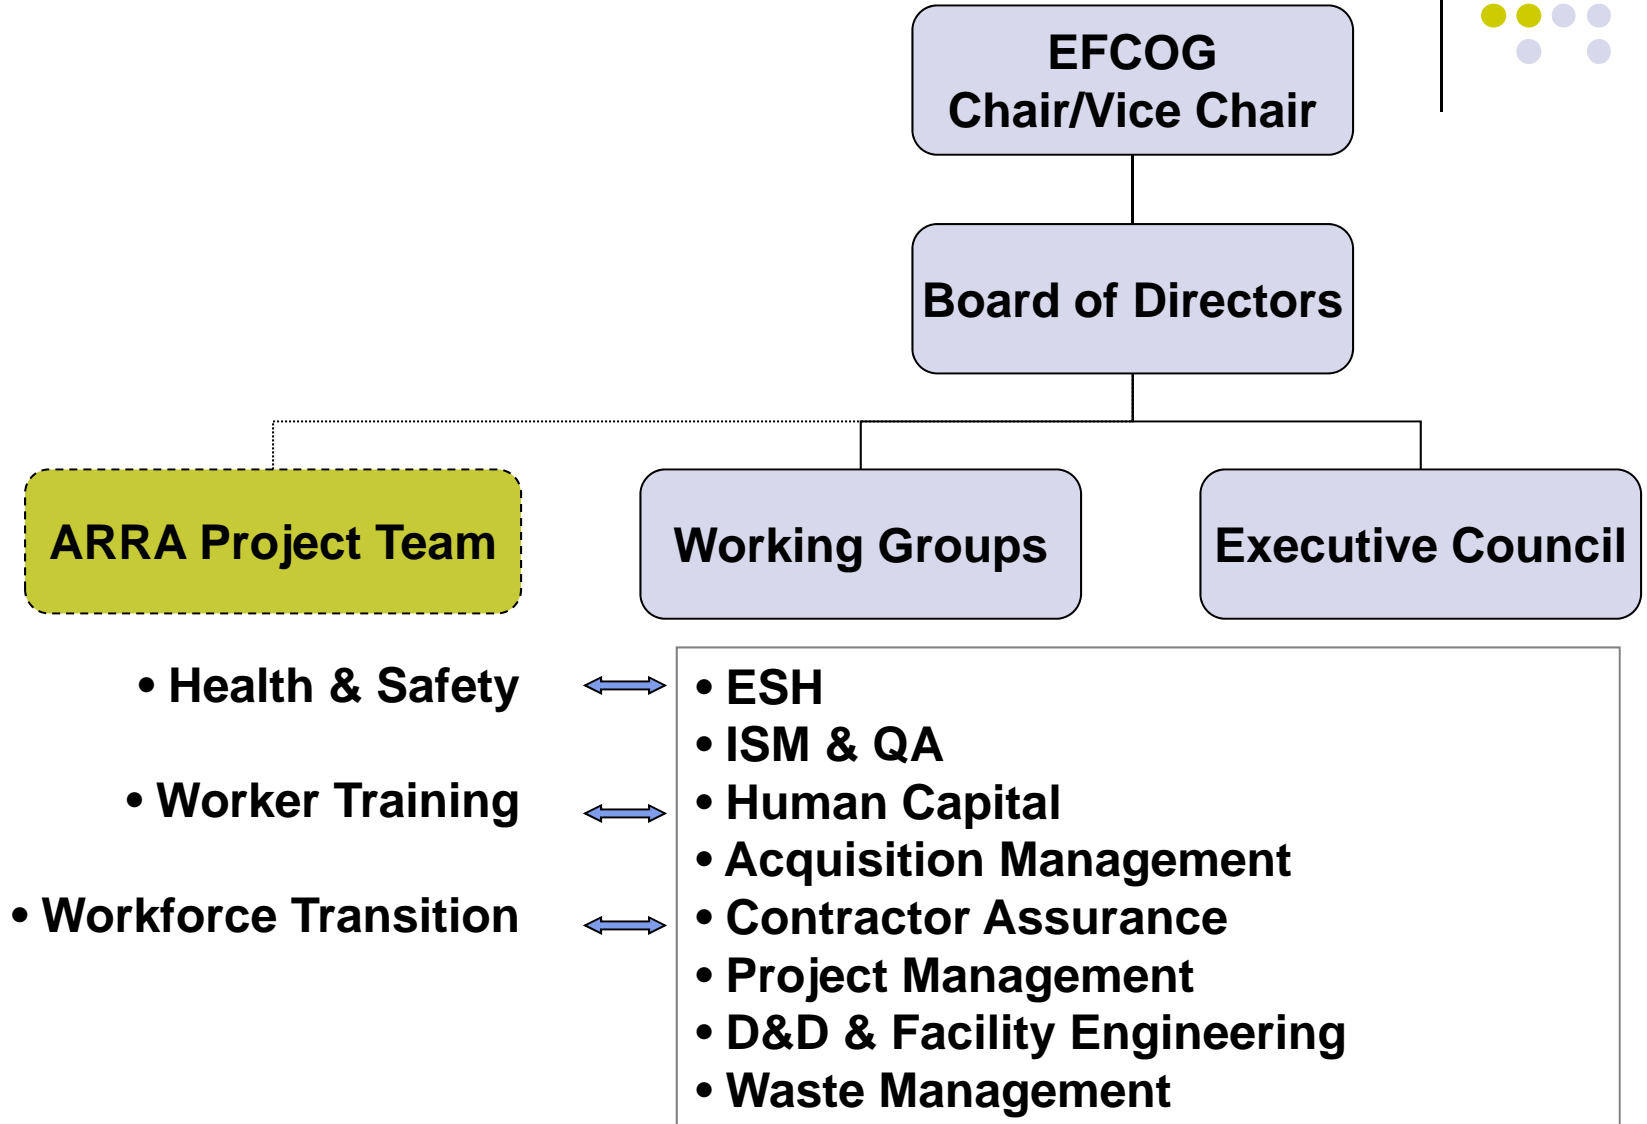 EFCOG
Chair/Vice Chair
Board of Directors
ARRA Project Team
Working Groups
Executive Council
• Health & Safety
• Worker Training
• Workforce Transition
• ESH
• ISM & QA
• Human Capital
• Acquisition Management
• Contractor Assurance
• Project Management
• D&D & Facility Engineering
• Waste Management